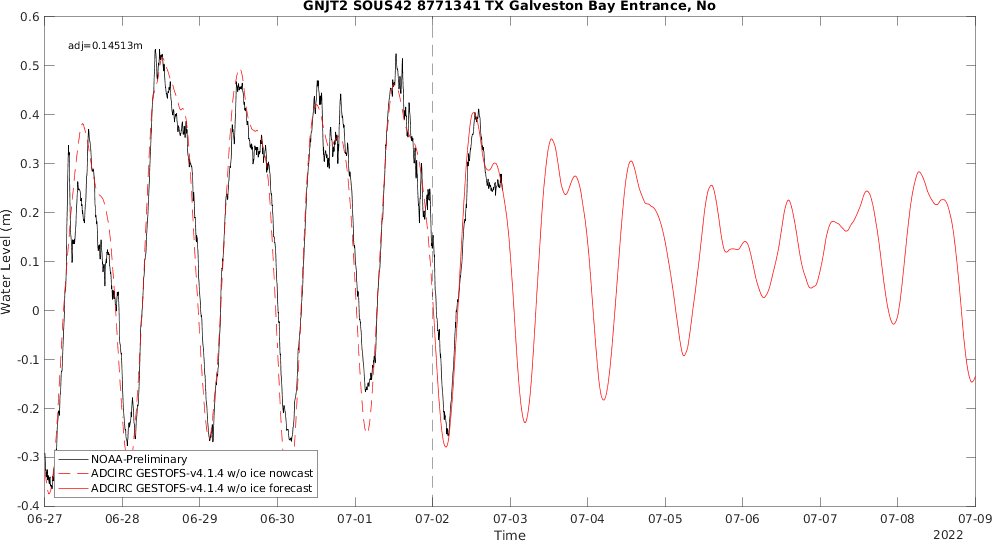 GNJT2 SOUS42 8771341 TX Galveston Bay Entrance, No
adj=0.14513m
Water Level (m)
0.6
0.5
0.4
0.3
0.2
0.1
0
-0.1
-0.2
-0.3
-0.4
NOAA-Preliminary
ADCIRC GESTOFS-v4.1.4 w/o ice nowcast
ADCIRC GESTOFS-v4.1.4 w/o ice forecast
06-27 06-28 06-29 06-30 07-01 07-02 07-03 07-04 07-05 07-06 07-07 07-08 07-09
Time
2022